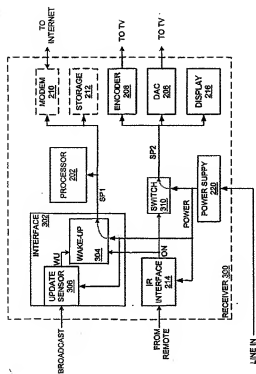 TO
INTERNET
TO TV
TO TV
MODEM
210
STORAGE
212
ENCODER
208
DAC
206
DISPLAY
216
PROCESSOR
202
SP1
SP2
INTERFACE
302
WU
WAKE-UP
304
UPDATE
SENSOR
306
ON
SWITCH
310
POWER
POWER SUPPLY
220
IR
INTERFACE
214
RECEIVER 300
BROADCAST
FROM
REMOTE
LINE IN